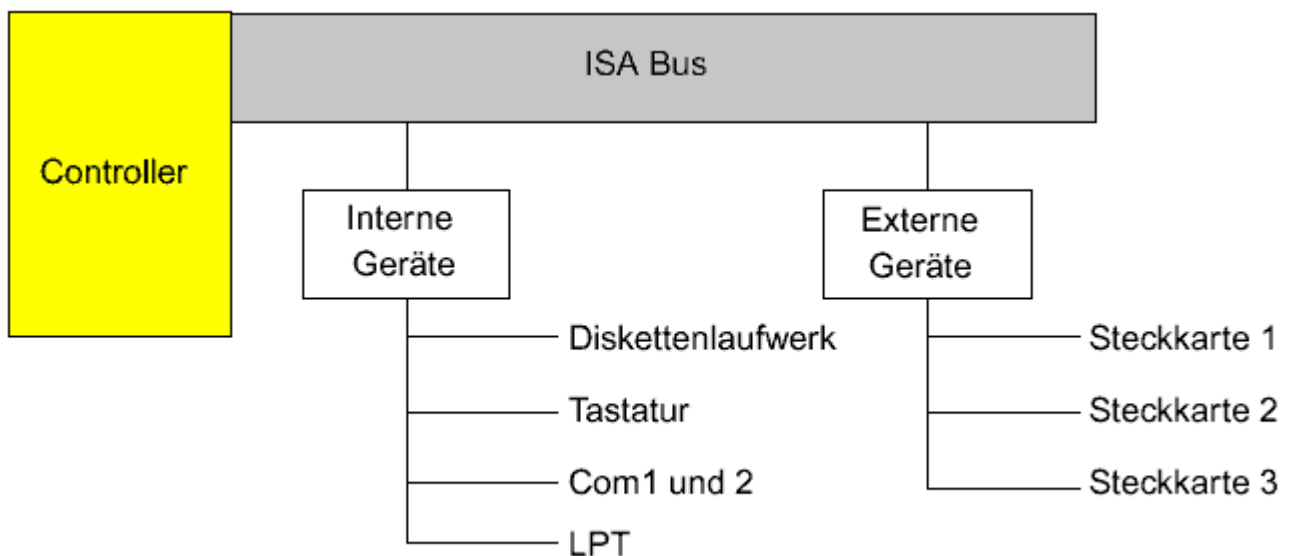 ISA Bus
Controller
Interne
Geräte
Externe
Geräte
Diskettenlaufwerk
Tastatur
Com1 und 2
LPT
Steckkarte 1
Steckkarte 2
Steckkarte 3